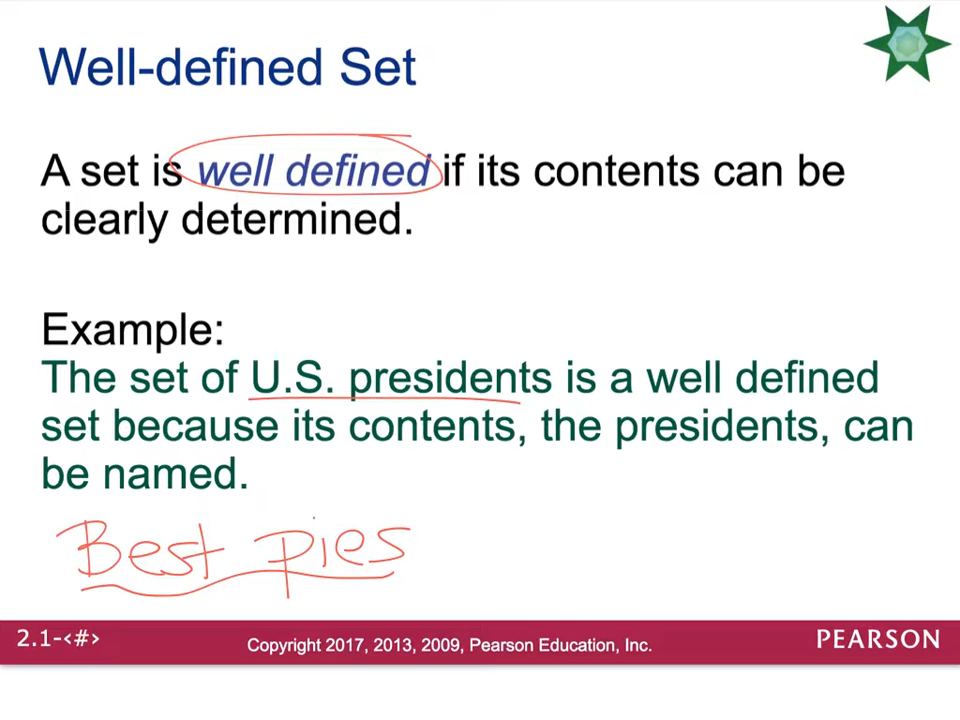 Well-defined Set
A set is well defined if its contents can be
clearly determined.
Example:
The set of U.S. presidents is a well defined
set because its contents, the presidents, can
be named.
Best pies
2.1-<#>
Copyright 2017, 2013, 2009, Pearson Education, Inc.
PEARSON